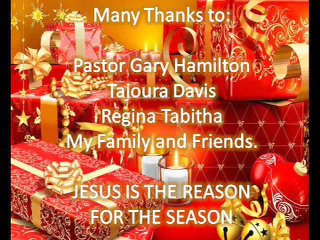 Many Thanks to:
Pastor Gary Hamilton
Taioura Davis
Regina Tabitha
My Family and Friends.
JESUS IS THE REASON
FOR THE SEASON